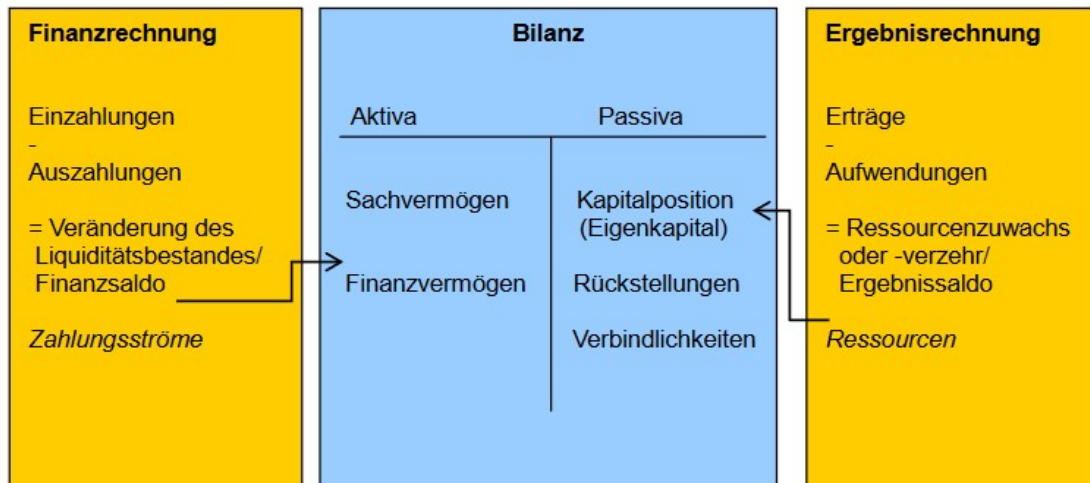 Finanzrechnung
Einzahlungen
-
Auszahlungen
= Veränderung des
Liquiditätsbestandes/
Finanzsaldo
Zahlungsströme
Bilanz
Aktiva
Passiva
Sachvermögen
Finanzvermögen
Kapitalposition
(Eigenkapital)
Rückstellungen
Verbindlichkeiten
Ergebnisrechnung
Erträge
-
Aufwendungen
= Ressourcenzuwachs
oder -verzehr/
Ergebnissaldo
Ressourcen